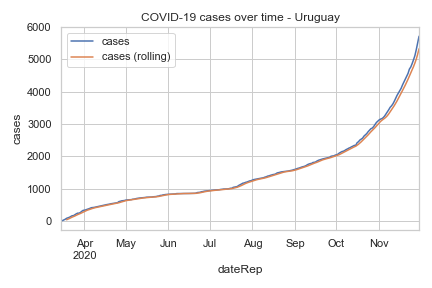 COVID-19 cases over time - Uruguay
cases
cases (rolling)
6000
5000
4000
3000
2000
1000
0
cases
Apr May Jun Jul Aug Sep Oct Nov
2020
dateRep